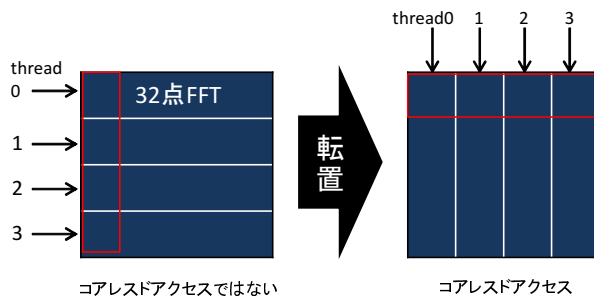 thread0 1 2 3
thread
0
32点FFT
1
転置
2
3
コアレスドアクセスではない
コアレスドアクセス